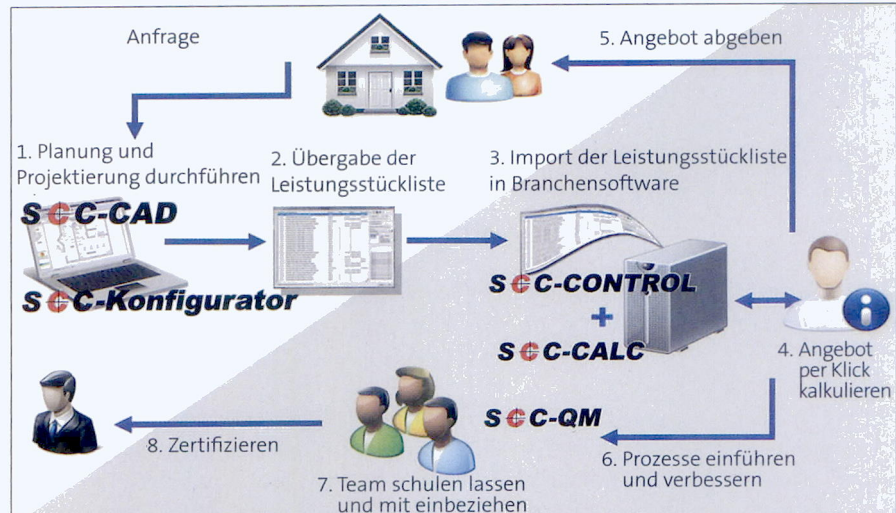 Anfrage
5. Angebot abgeben
1. Planung und
Projektierung durchführen
2. Übergabe der
Leistungsstückliste
3. Import der Leistungsstückliste
in Branchensoftware
SCC-CAD
SCC-Konfigurator
SCC-CONTROL
+
SCC-CALC
4. Angebot
per Klick
kalkulieren
SCC-QM
6. Prozesse einführen
und verbessern
7. Team schulen lassen
und mit einbeziehen
8. Zertifizieren